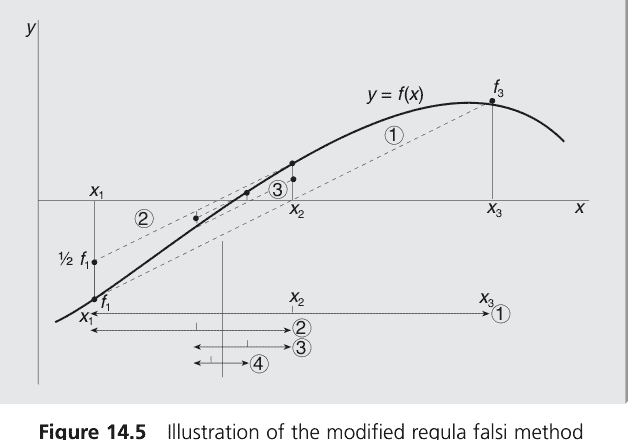 y
f₃
y = f(x)
①
x₁
③
②
x₂
x₃
x
½ f₁
f₁
x₂
x₃
x₁
①
②
③
④
Figure 14.5 Illustration of the modified regula falsi method